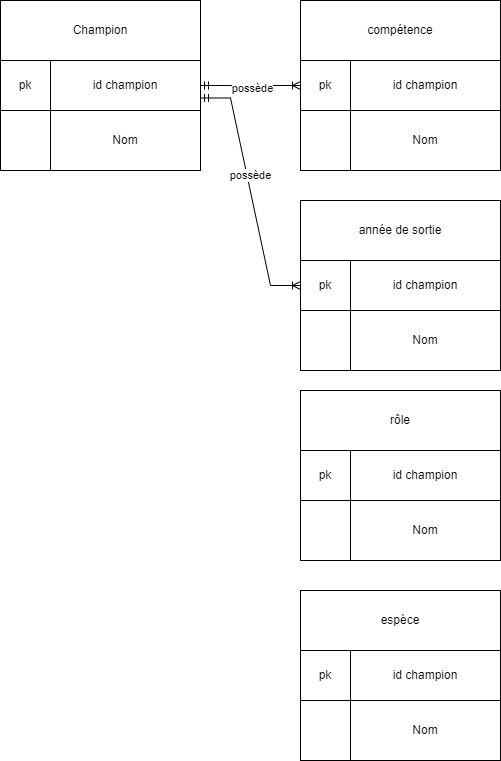 Champion
pk id champion
Nom
compétence
pk id champion
Nom
possède
possède
année de sortie
pk id champion
Nom
rôle
pk id champion
Nom
espèce
pk id champion
Nom